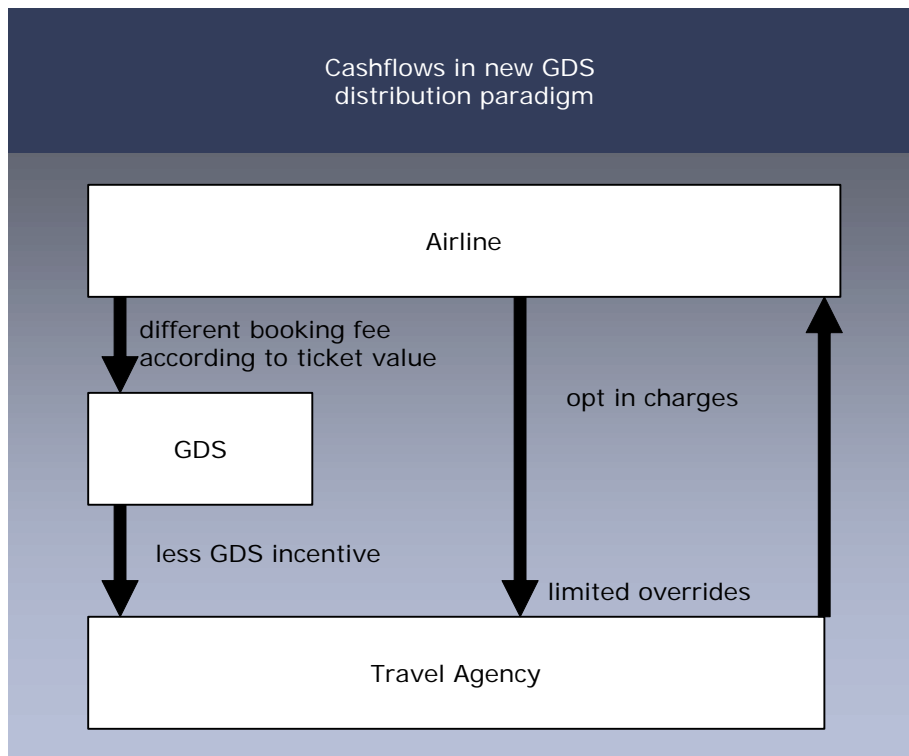 Cashflows in new GDS
distribution paradigm
Airline
different booking fee
according to ticket value
opt in charges
GDS
less GDS incentive
limited overrides
Travel Agency